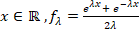 x ∈ ℝ , f_λ = (e^{λx} + e^{-λx}) / 2λ